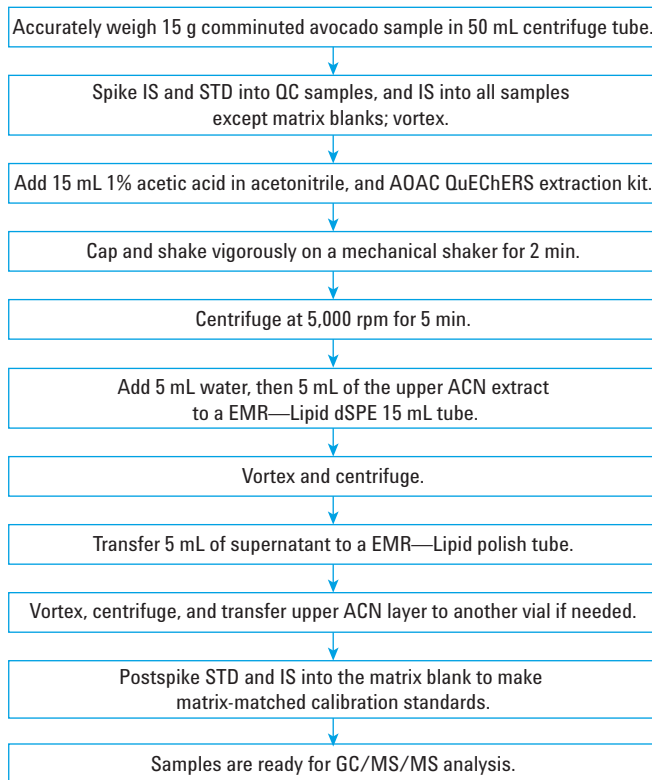 Accurately weigh 15 g comminuted avocado sample in 50 mL centrifuge tube.
Spike IS and STD into QC samples, and IS into all samples
except matrix blanks; vortex.
Add 15 mL 1% acetic acid in acetonitrile, and AOAC QuEChERS extraction kit.
Cap and shake vigorously on a mechanical shaker for 2 min.
Centrifuge at 5,000 rpm for 5 min.
Add 5 mL water, then 5 mL of the upper ACN extract
to a EMR—Lipid dSPE 15 mL tube.
Vortex and centrifuge.
Transfer 5 mL of supernatant to a EMR—Lipid polish tube.
Vortex, centrifuge, and transfer upper ACN layer to another vial if needed.
Postspike STD and IS into the matrix blank to make
matrix-matched calibration standards.
Samples are ready for GC/MS/MS analysis.